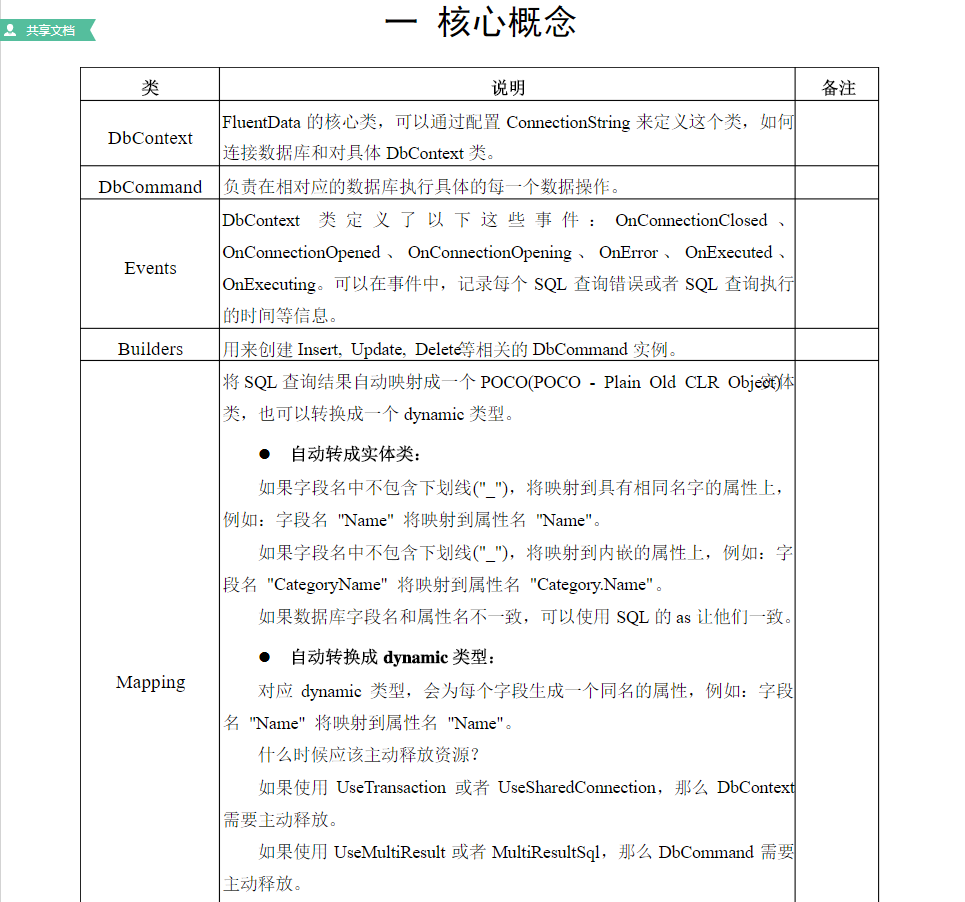 共享文档
一 核心概念
类 说明 备注
DbContext
FluentData 的核心类，可以通过配置 ConnectionString 来定义这个类，如何
连接数据库和对具体 DbContext 类。
DbCommand 负责在相对应的数据库执行具体的每一个数据操作。
Events
DbContext 类定义了以下这些事件：OnConnectionClosed、
OnConnectionOpened、OnConnectionOpening、OnError、OnExecuted、
OnExecuting。可以在事件中，记录每个 SQL 查询错误或者 SQL 查询执行
的时间等信息。
Builders 用来创建 Insert, Update, Delete等相关的 DbCommand 实例。
Mapping
将 SQL 查询结果自动映射成一个 POCO(POCO - Plain Old CLR Object)实体
类，也可以转换成一个 dynamic 类型。
● 自动转成实体类：
如果字段名中不包含下划线("_")，将映射到具有相同名字的属性上，
例如：字段名 "Name" 将映射到属性名 "Name"。
如果字段名中不包含下划线("_")，将映射到内嵌的属性上，例如：字
段名 "CategoryName" 将映射到属性名 "Category.Name"。
如果数据库字段名和属性名不一致，可以使用 SQL 的 as 让他们一致。
● 自动转换成 dynamic 类型：
对应 dynamic 类型，会为每个字段生成一个同名的属性，例如：字段
名 "Name" 将映射到属性名 "Name"。
什么时候应该主动释放资源？
如果使用 UseTransaction 或者 UseSharedConnection，那么 DbContext
需要主动释放。
如果使用 UseMultiResult 或者 MultiResultSql，那么 DbCommand 需要
主动释放。